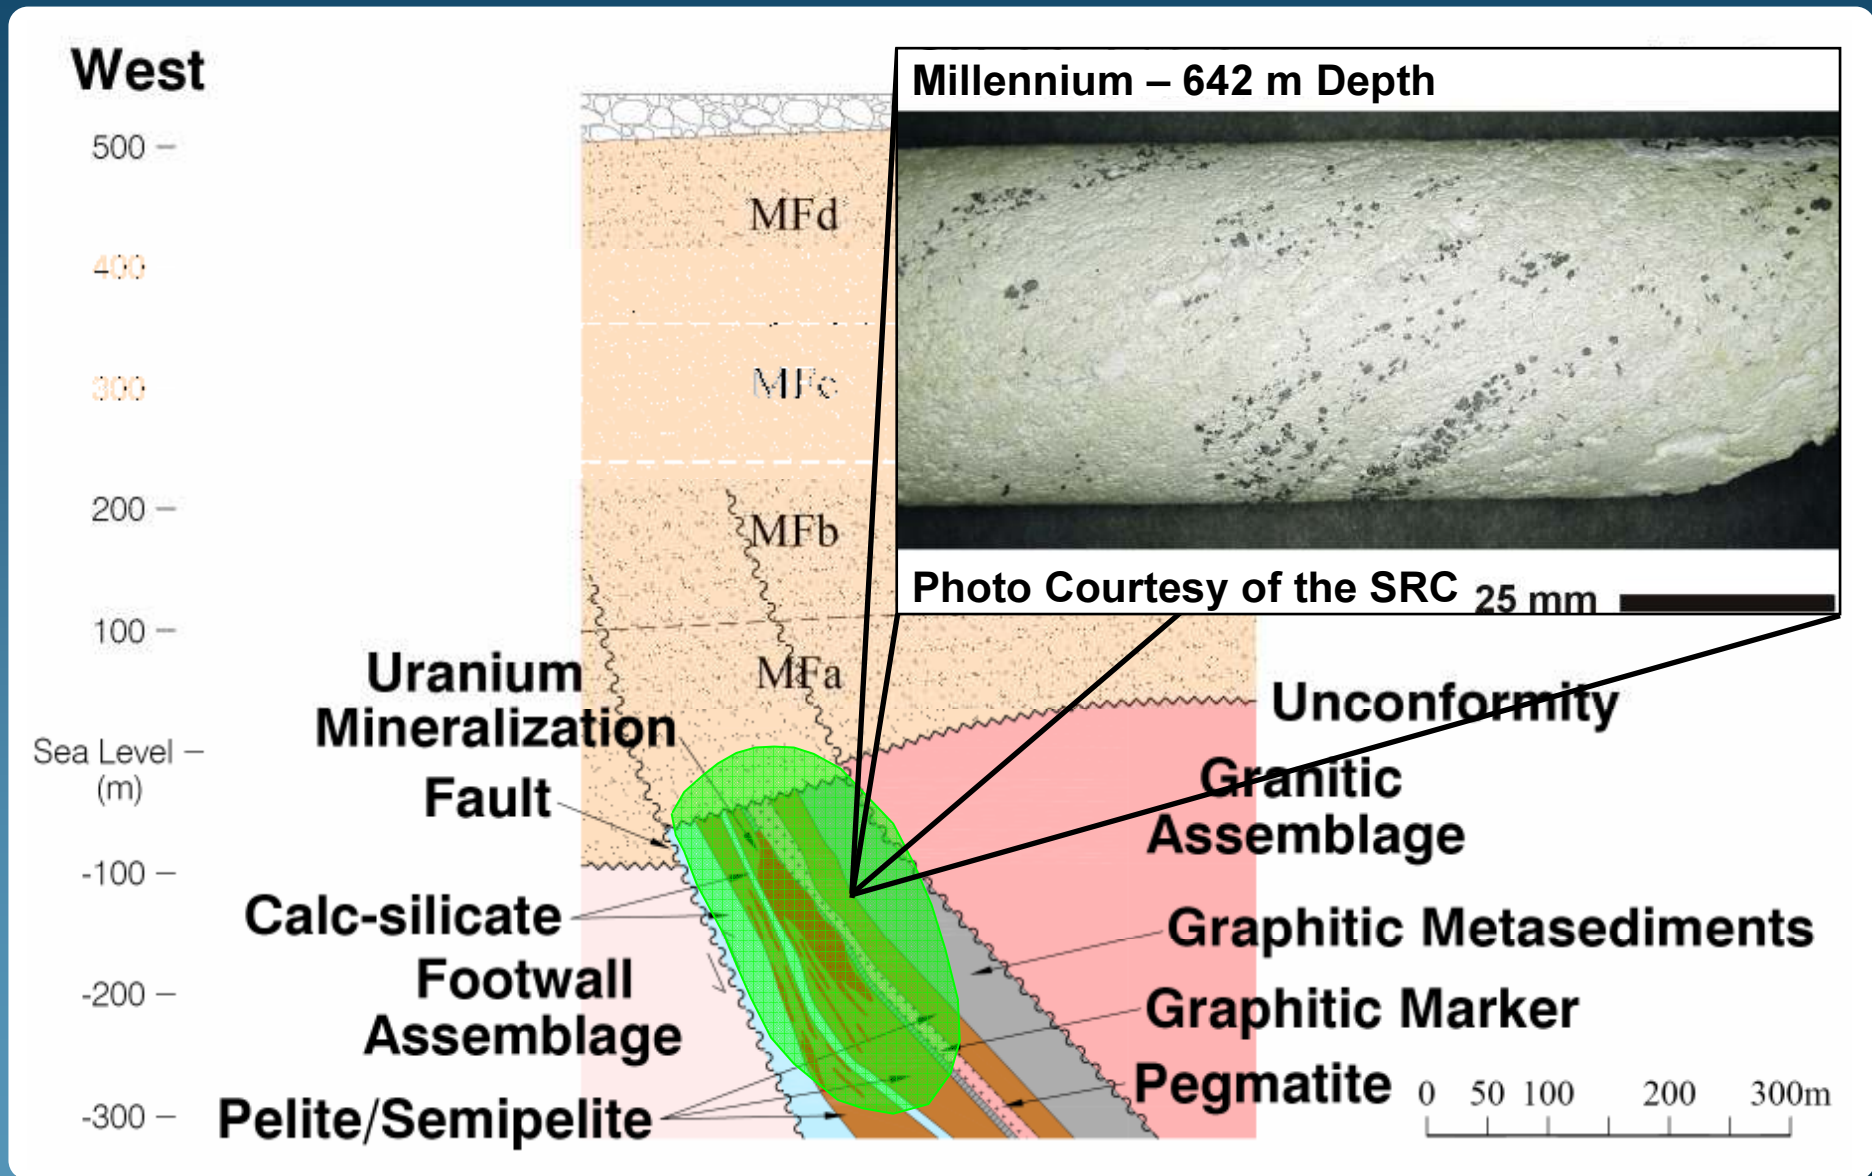 West
Millennium – 642 m Depth
500
MFd
400
300
MFc
200
MFb
Photo Courtesy of the SRC
25 mm
100
MFa
Uranium
Mineralization
Unconformity
Sea Level
(m)
Fault
Granitic
Assemblage
-100
Calc-silicate
Graphitic Metasediments
Footwall
Assemblage
-200
Graphitic Marker
Pegmatite
0 50 100 200 300m
-300
Pelite/Semipelite